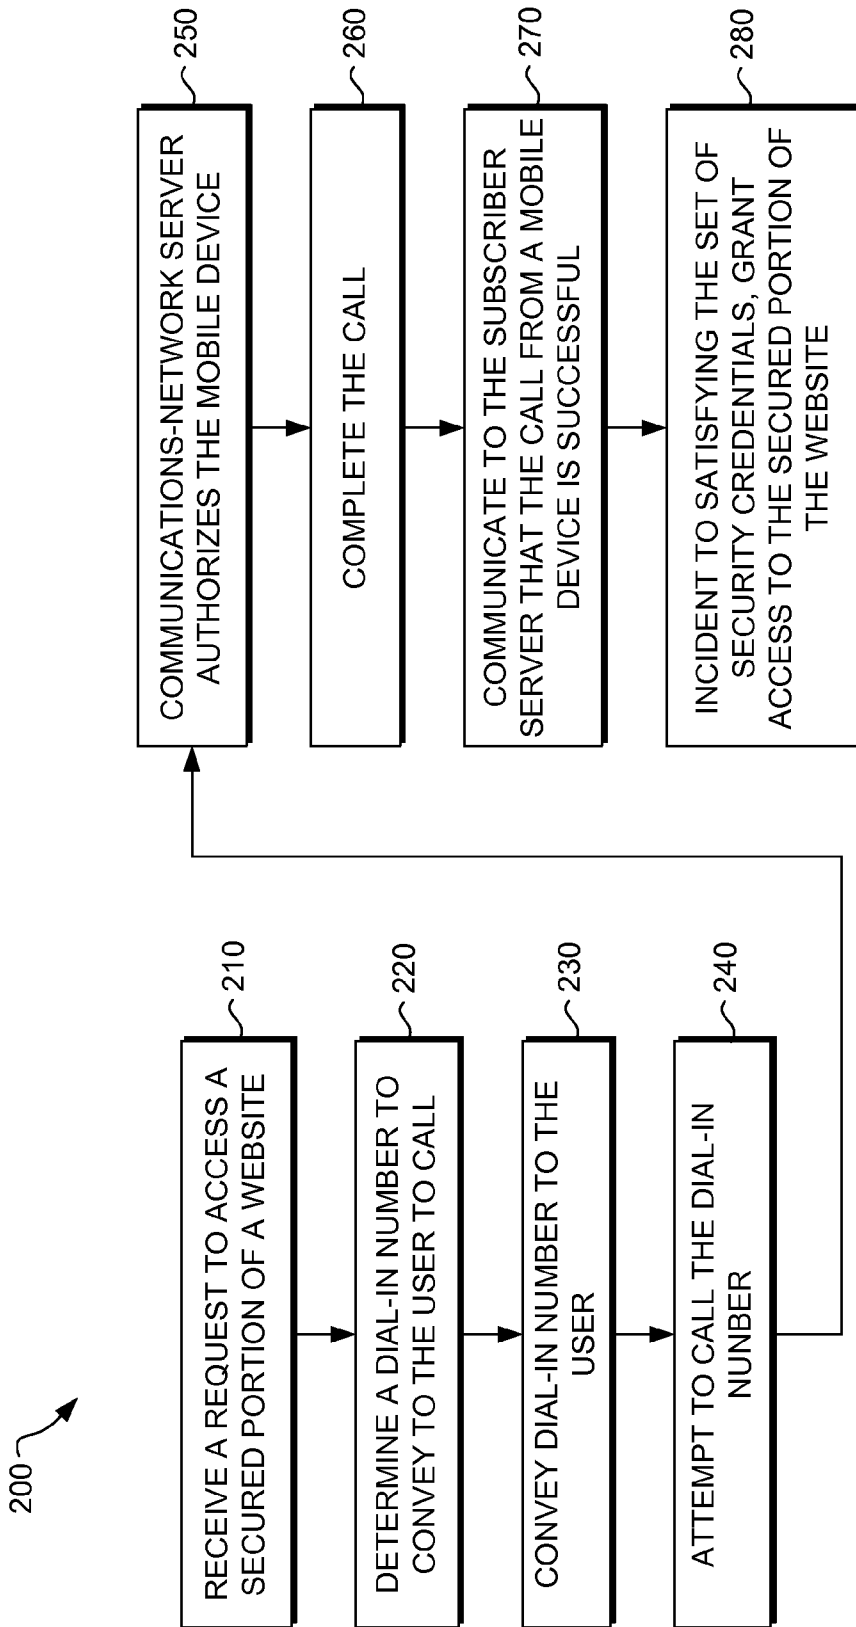 200
RECEIVE A REQUEST TO ACCESS A
SECURED PORTION OF A WEBSITE
210
DETERMINE A DIAL-IN NUMBER TO
CONVEY TO THE USER TO CALL
220
CONVEY DIAL-IN NUMBER TO THE
USER
230
ATTEMPT TO CALL THE DIAL-IN
NUNBER
240
COMMUNICATIONS-NETWORK SERVER
AUTHORIZES THE MOBILE DEVICE
250
COMPLETE THE CALL
260
COMMUNICATE TO THE SUBSCRIBER
SERVER THAT THE CALL FROM A MOBILE
DEVICE IS SUCCESSFUL
270
INCIDENT TO SATISFYING THE SET OF
SECURITY CREDENTIALS, GRANT
ACCESS TO THE SECURED PORTION OF
THE WEBSITE
280